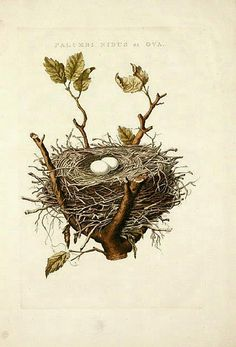 PALUMBI NIDUS et OVA.